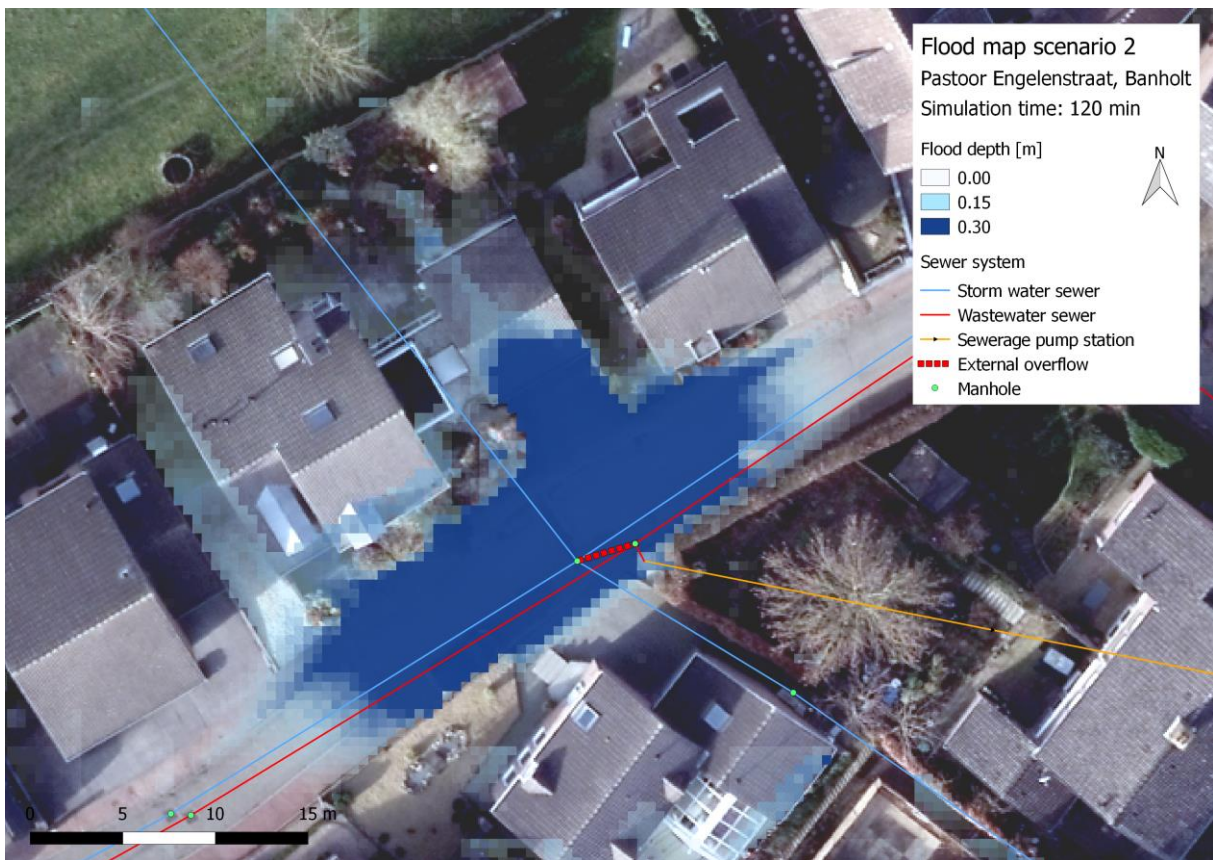 Flood map scenario 2
Pastoor Engelenstraat, Banholt
Simulation time: 120 min
Flood depth [m]
N
0.00
0.15
0.30
Sewer system
Storm water sewer
Wastewater sewer
Sewerage pump station
External overflow
Manhole
0 5 10 15 m